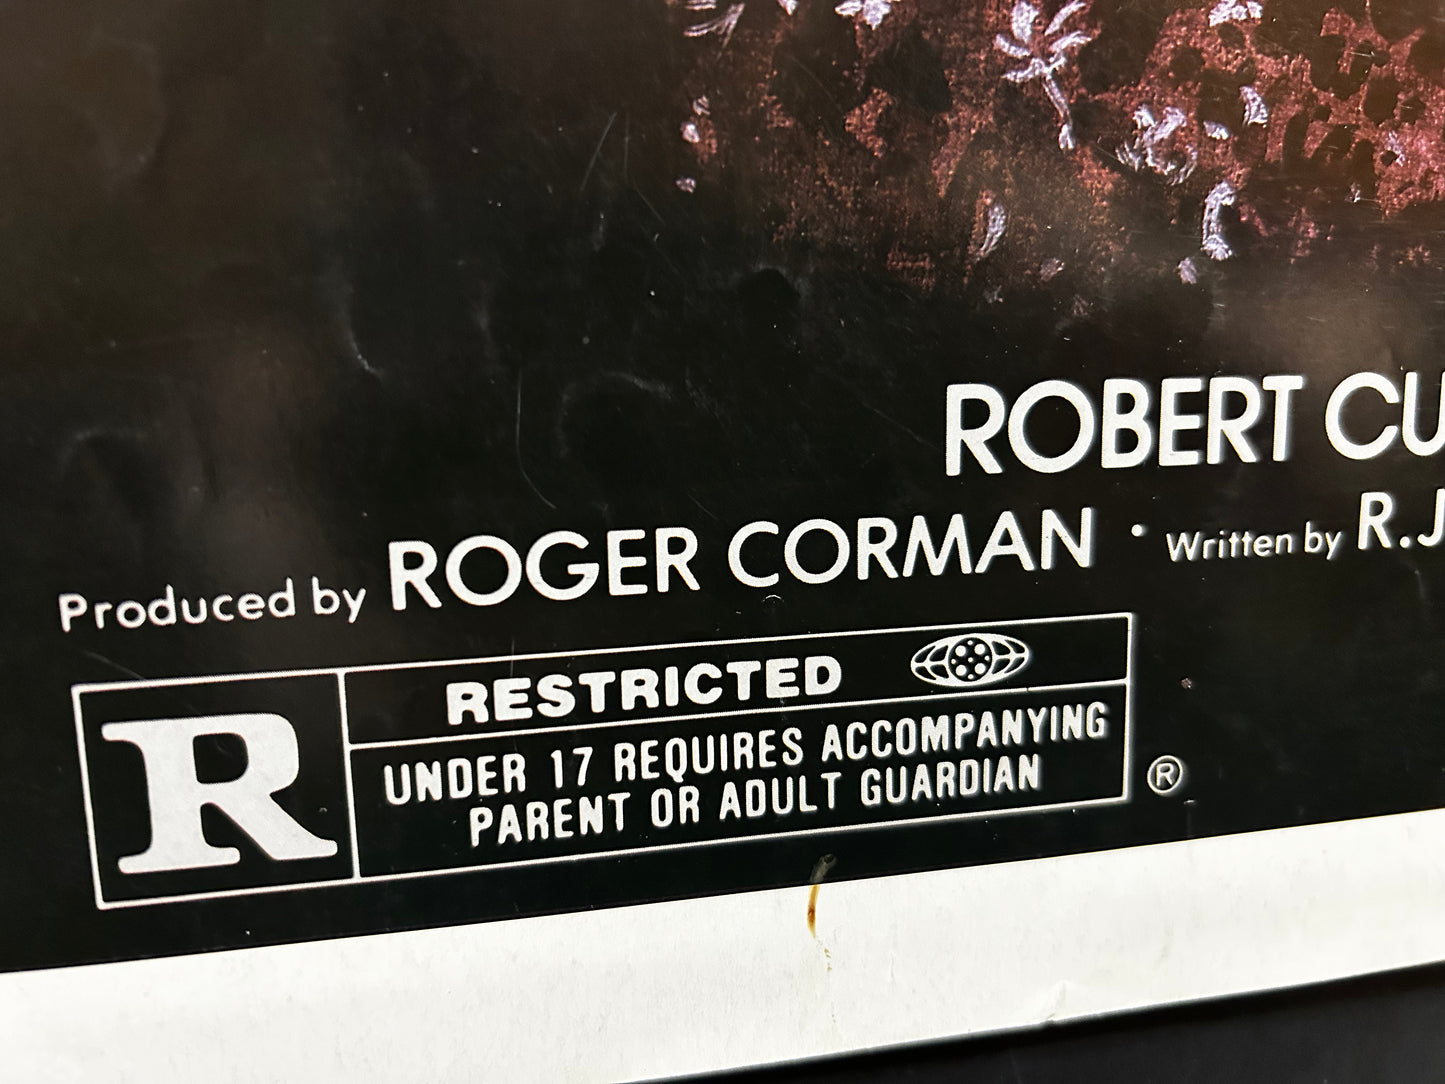 ROBERT CU
Produced by ROGER CORMAN · Written by R.J
R
RESTRICTED
UNDER 17 REQUIRES ACCOMPANYING
PARENT OR ADULT GUARDIAN
®